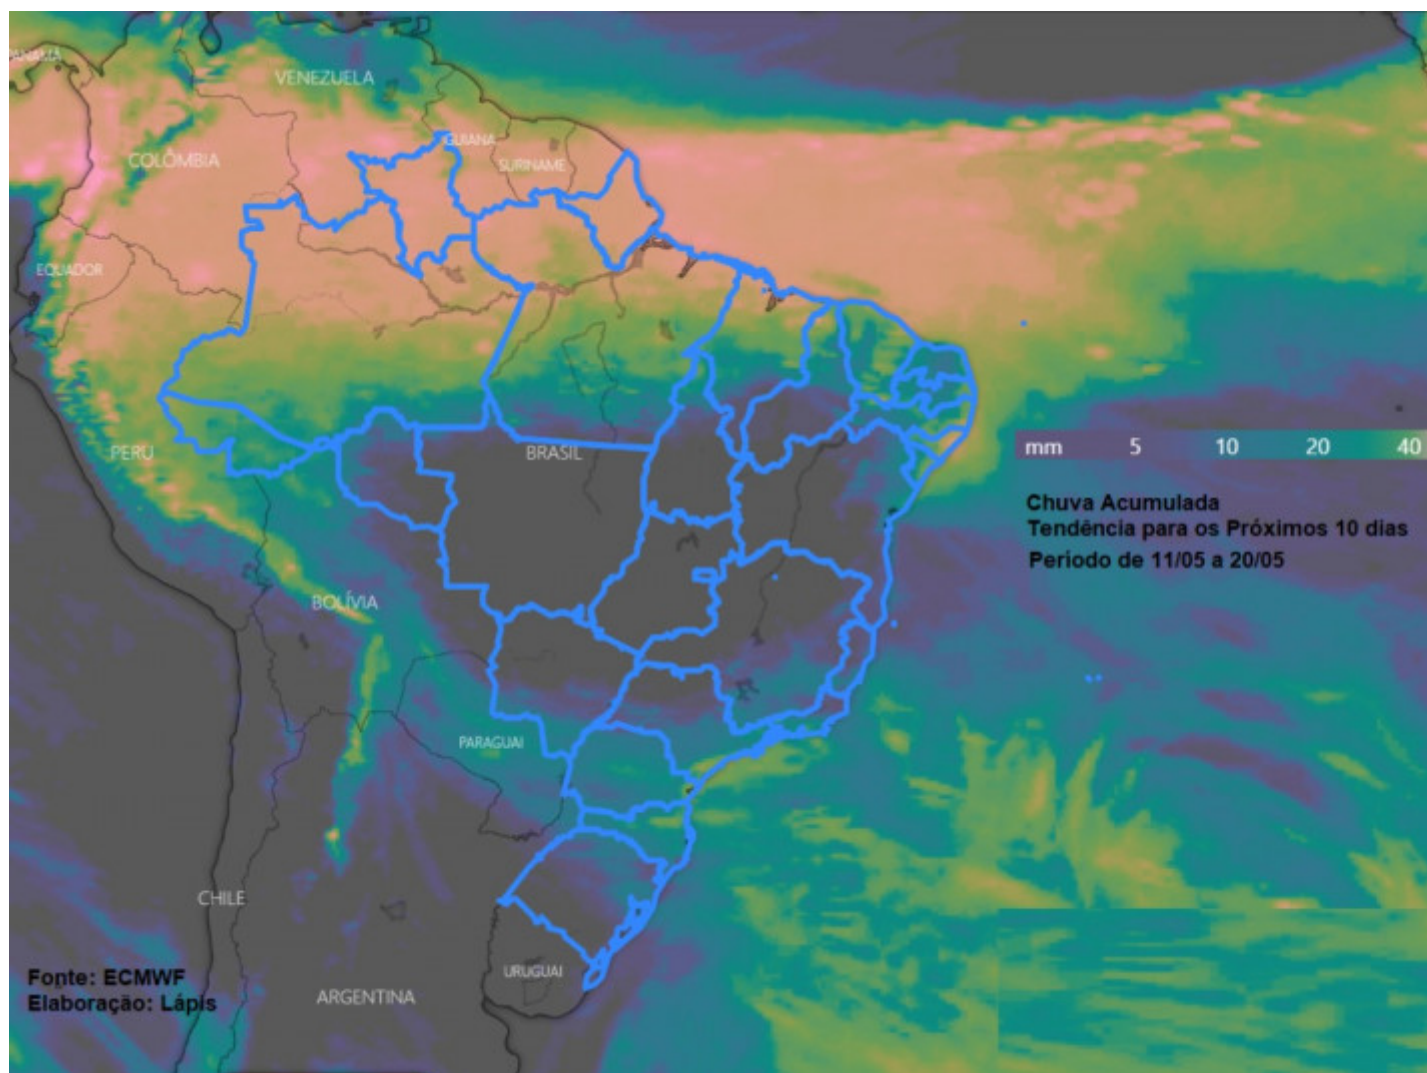 PANAMÁ
VENEZUELA
GUIANA
SURINAME
COLÔMBIA
EQUADOR
PERU
BRASIL
mm 5 10 20 40
Chuva Acumulada
Tendência para os Próximos 10 dias
Período de 11/05 a 20/05
BOLÍVIA
PARAGUAI
CHILE
URUGUAI
ARGENTINA
Fonte: ECMWF
Elaboração: Lápis